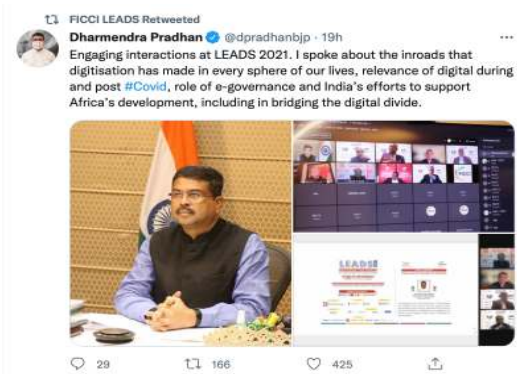 FICCI LEADS Retweeted
Dharmendra Pradhan @dpradhanbjp · 19h
Engaging interactions at LEADS 2021. I spoke about the inroads that
digitisation has made in every sphere of our lives, relevance of digital during
and post #Covid, role of e-governance and India's efforts to support
Africa's development, including in bridging the digital divide.
LEADS
29 166 425